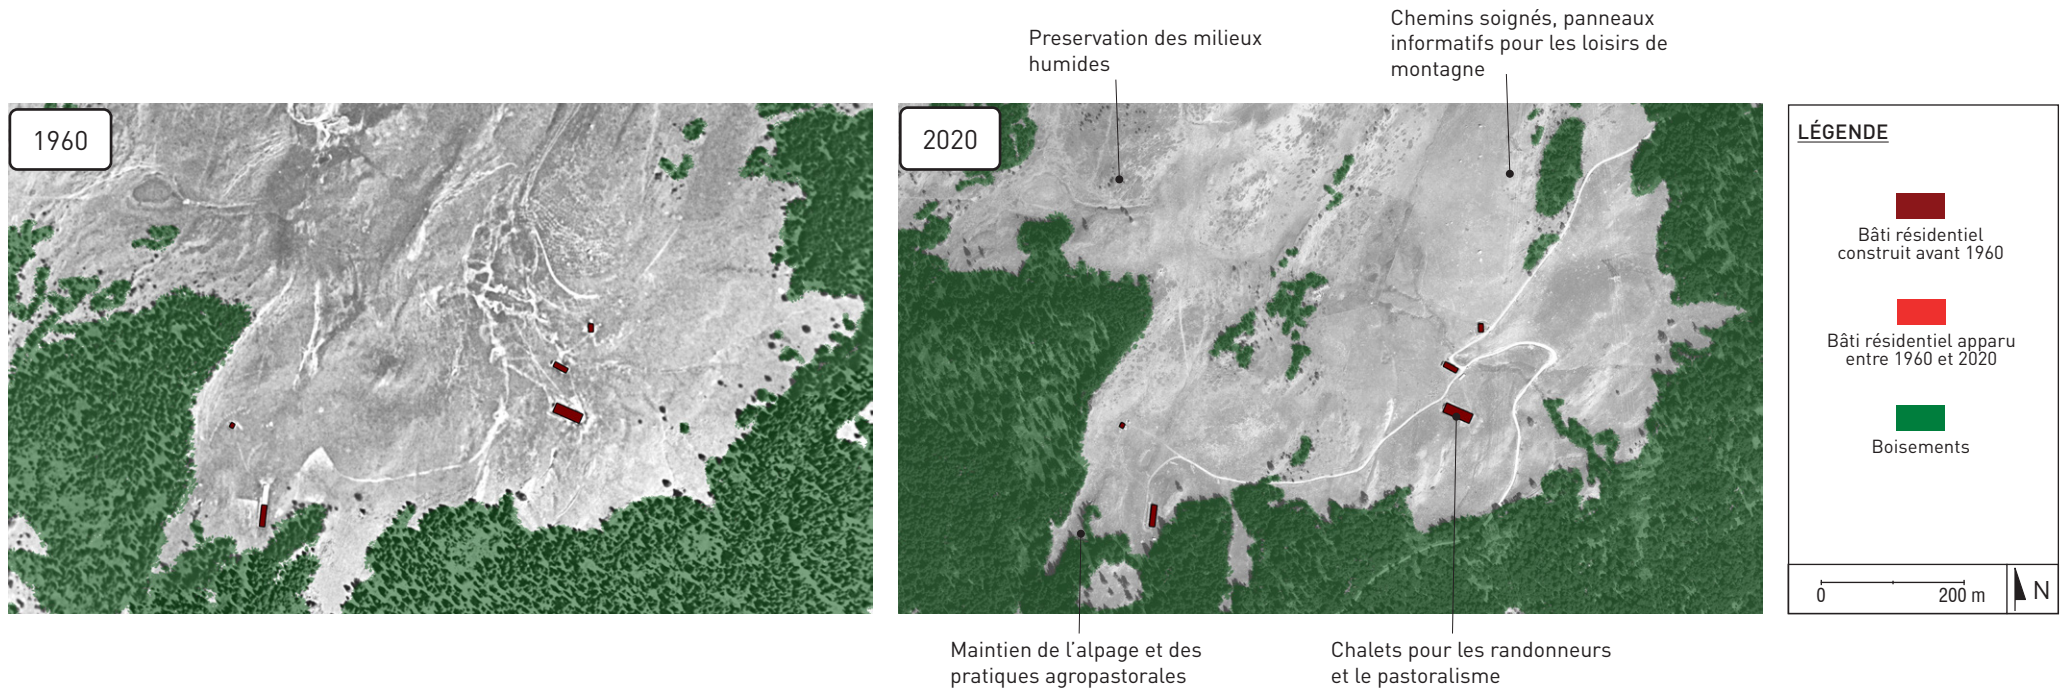 Preservation des milieux
humides
Chemins soignés, panneaux
informatifs pour les loisirs de
montagne
1960
2020
LÉGENDE
Bâti résidentiel
construit avant 1960
Bâti résidentiel apparu
entre 1960 et 2020
Boisements
0 200 m
N
Maintien de l’alpage et des
pratiques agropastorales
Chalets pour les randonneurs
et le pastoralisme